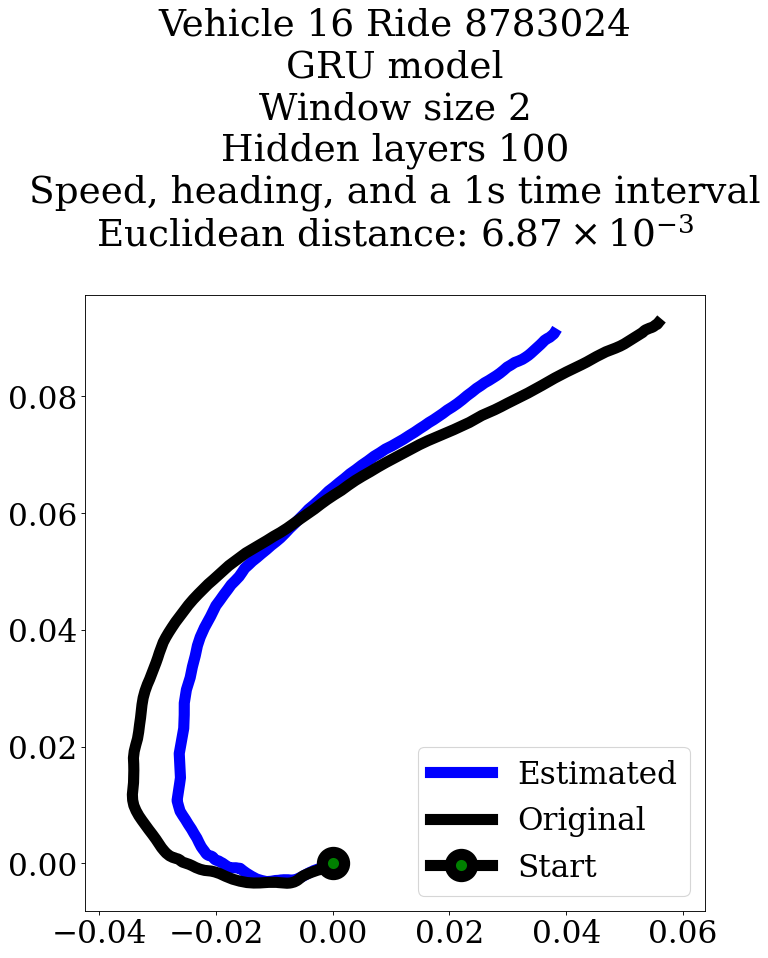 Vehicle 16 Ride 8783024
GRU model
Window size 2
Hidden layers 100
Speed, heading, and a 1s time interval
Euclidean distance: 6.87 × 10⁻³
0.08
0.06
0.04
0.02
0.00
Estimated
Original
Start
−0.04 −0.02 0.00 0.02 0.04 0.06